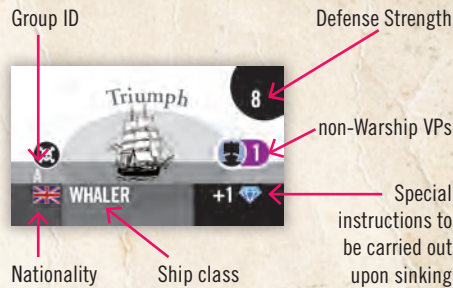 Group ID
Defense Strength
Triumph
8
non-Warship VPs
1
A
WHALER
+1
Special
instructions to
be carried out
upon sinking
Nationality
Ship class